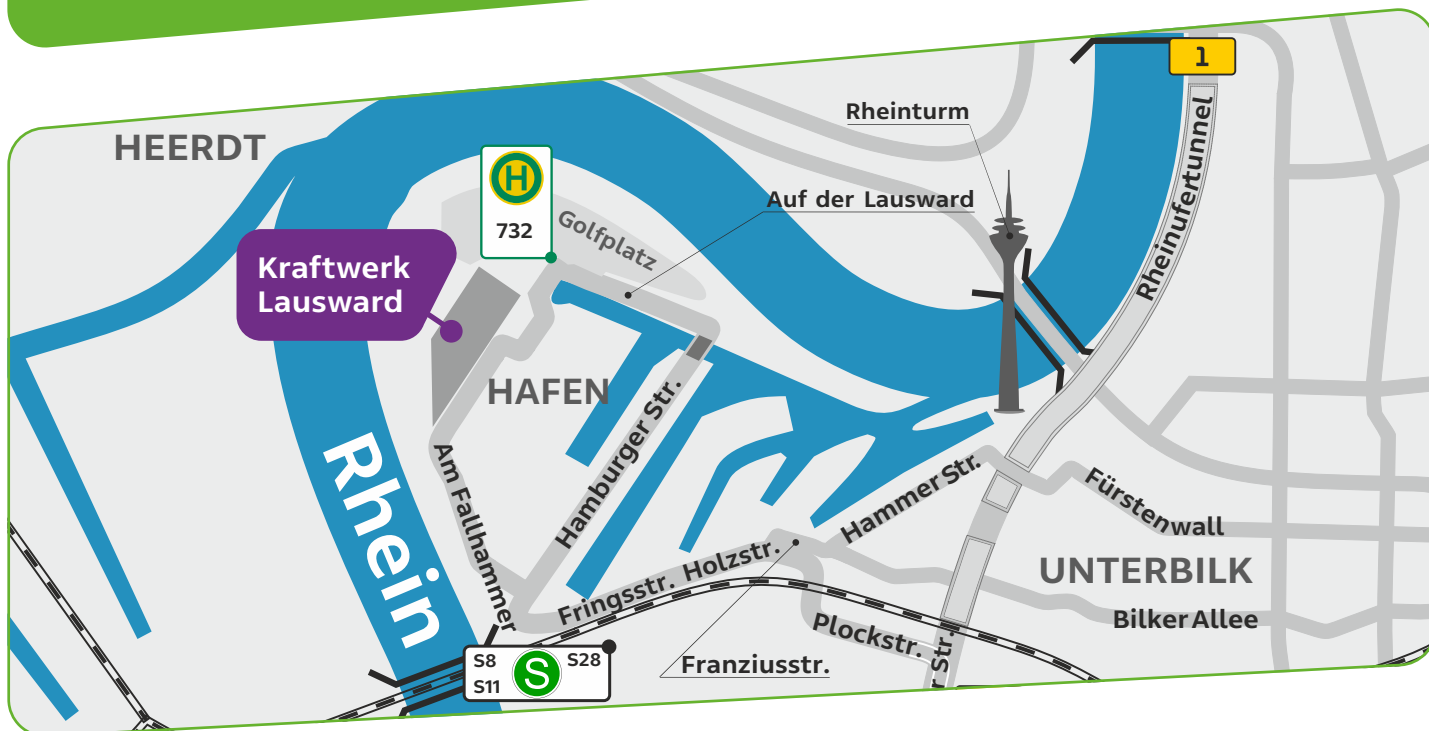 1
HEERDT
Rheinturm
H
732
Auf der Lausward
Golfplatz
Rheinufertunnel
Kraftwerk
Lausward
HAFEN
Hamburger Str.
Am Fallhammer
Rhein
Hammer Str.
Fürstenwall
Fringsstr.
Holzstr.
UNTERBILK
Bilker Allee
Plockstr.
Franziusstr.
r Str.
S8
S11
S
S28